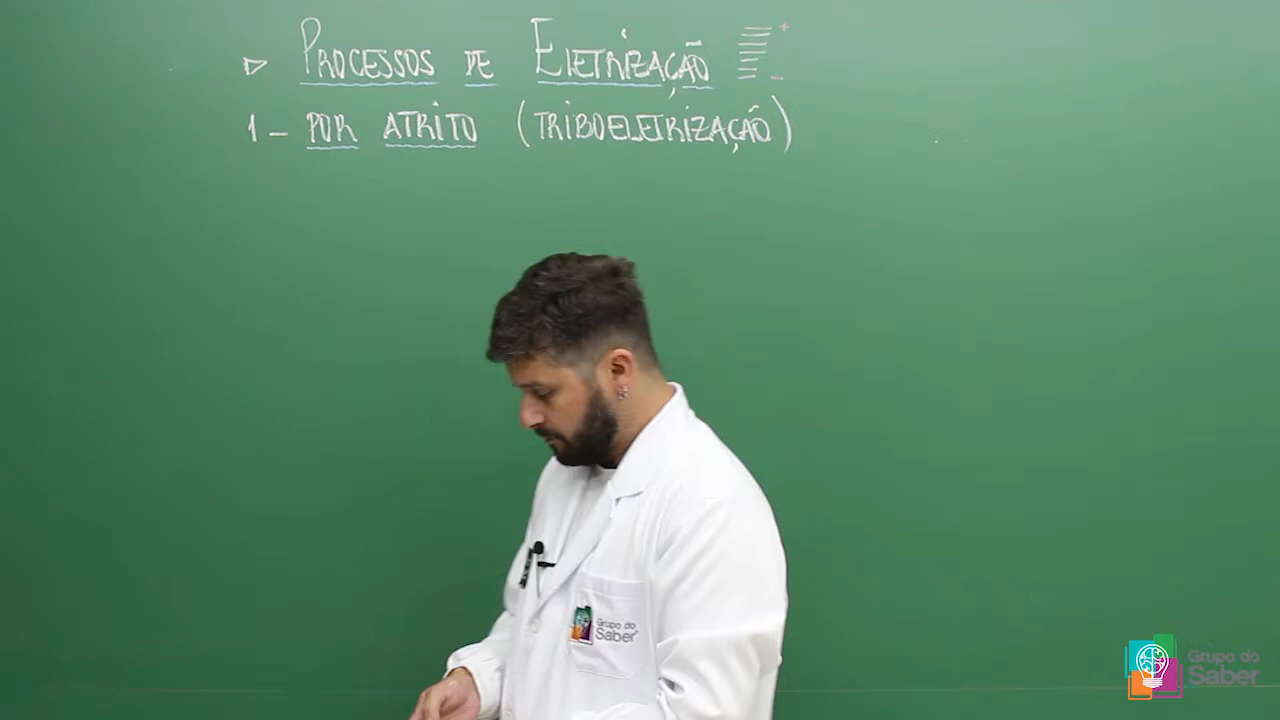 ▷ PROCESSOS DE ELETRIZAÇÃO + -
1 - POR ATRITO (TRIBOELETRIZAÇÃO)
Grupo do
Saber
Grupo do
Saber